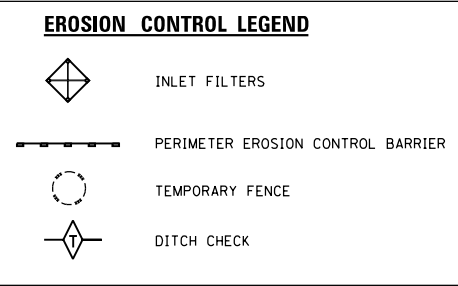 EROSION CONTROL LEGEND
INLET FILTERS
PERIMETER EROSION CONTROL BARRIER
TEMPORARY FENCE
T
DITCH CHECK